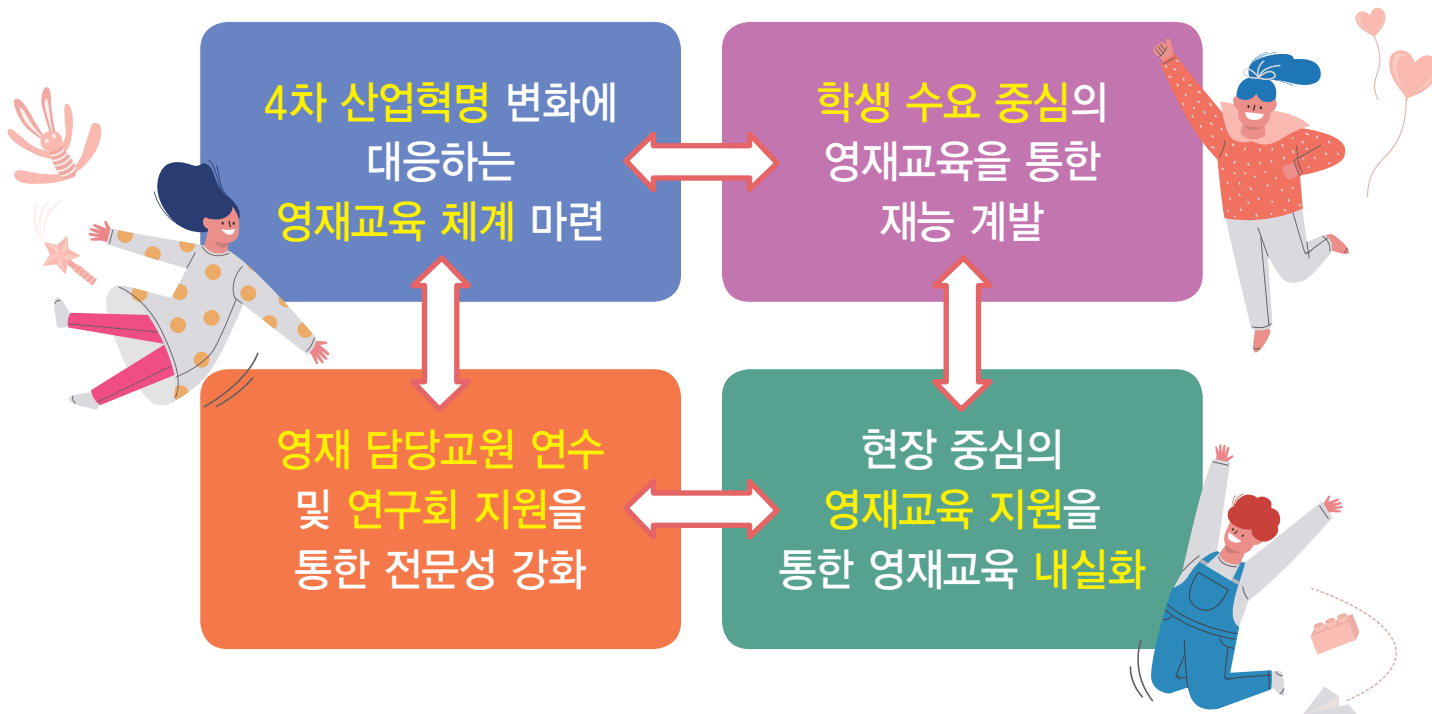 4차 산업혁명 변화에
대응하는
영재교육 체계 마련
학생 수요 중심의
영재교육을 통한
재능 계발
영재 담당교원 연수
및 연구회 지원을
통한 전문성 강화
현장 중심의
영재교육 지원을
통한 영재교육 내실화